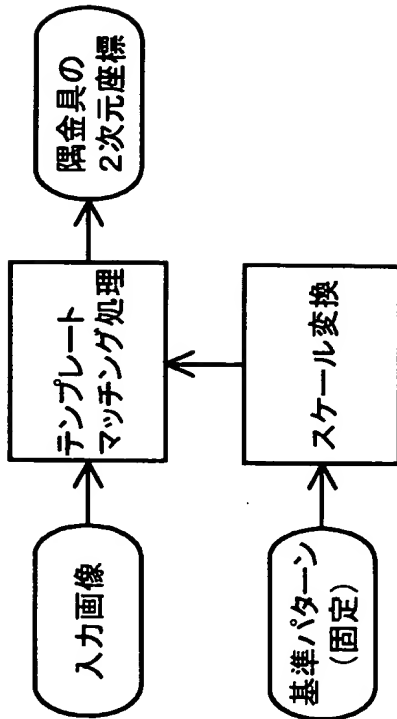 入力画像
テンプレート
マッチング処理
隅金具の
2次元座標
基準パターン
(固定)
スケール変換